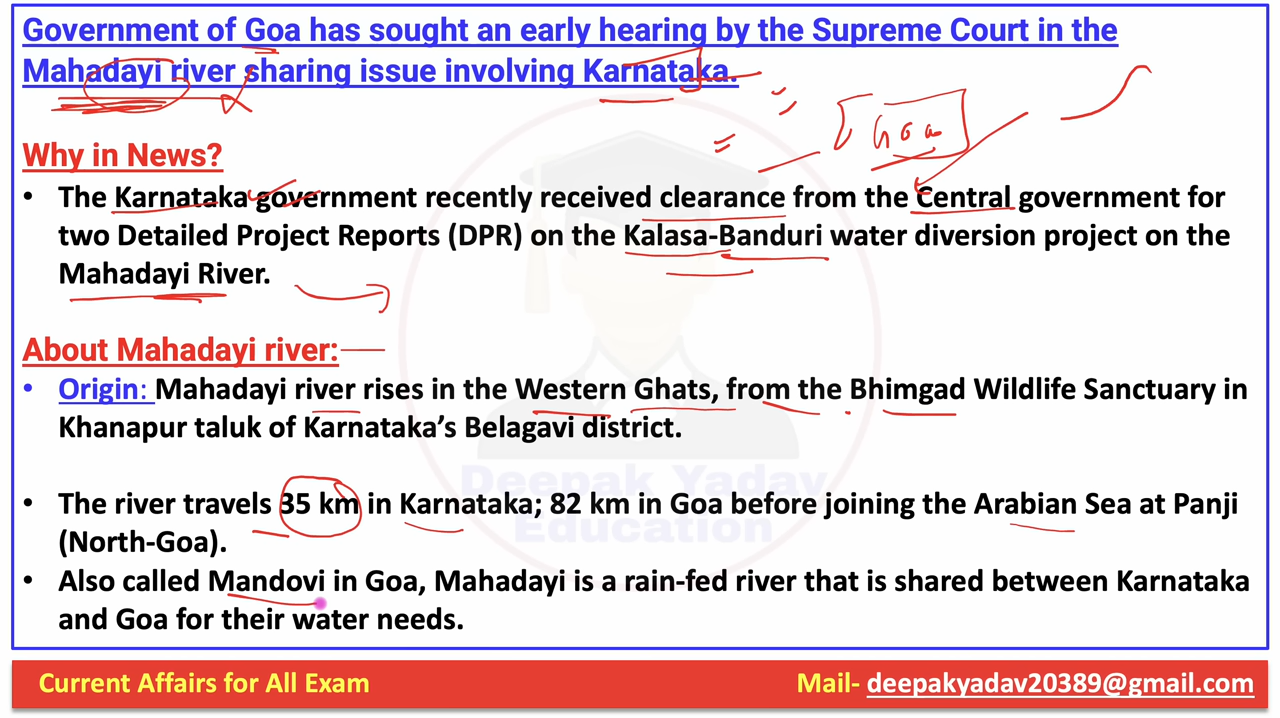 Government of Goa has sought an early hearing by the Supreme Court in the
Mahadayi river sharing issue involving Karnataka.
Goa
Why in News?
• The Karnataka government recently received clearance from the Central government for
two Detailed Project Reports (DPR) on the Kalasa-Banduri water diversion project on the
Mahadayi River.
About Mahadayi river:
• Origin: Mahadayi river rises in the Western Ghats, from the Bhimgad Wildlife Sanctuary in
Khanapur taluk of Karnataka’s Belagavi district.
Deepak Yadav
• The river travels 35 km in Karnataka; 82 km in Goa before joining the Arabian Sea at Panji
Education
(North-Goa).
• Also called Mandovi in Goa, Mahadayi is a rain-fed river that is shared between Karnataka
and Goa for their water needs.
Current Affairs for All Exam
Mail- deepakyadav20389@gmail.com